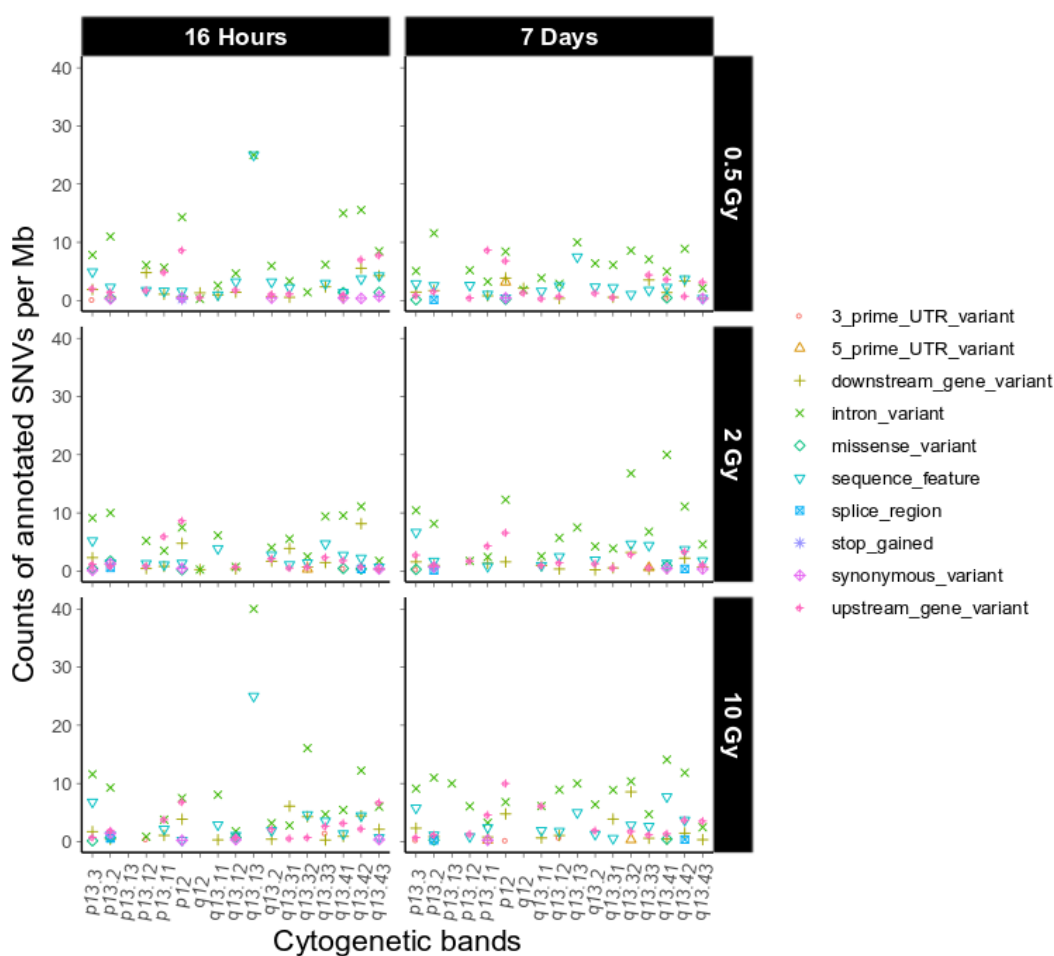 16 Hours
7 Days
Counts of annotated SNVs per Mb
40
30
20
10
0
0.5 Gy
40
30
20
10
0
2 Gy
40
30
20
10
0
10 Gy
p13.3
p13.2
p13.13
p13.12
p13.11
p12
q12
q13.11
q13.12
q13.13
q13.2
q13.31
q13.32
q13.33
q13.41
q13.42
q13.43
p13.3
p13.2
p13.13
p13.12
p13.11
p12
q12
q13.11
q13.12
q13.13
q13.2
q13.31
q13.32
q13.33
q13.41
q13.42
q13.43
Cytogenetic bands
3_prime_UTR_variant
5_prime_UTR_variant
downstream_gene_variant
intron_variant
missense_variant
sequence_feature
splice_region
stop_gained
synonymous_variant
upstream_gene_variant